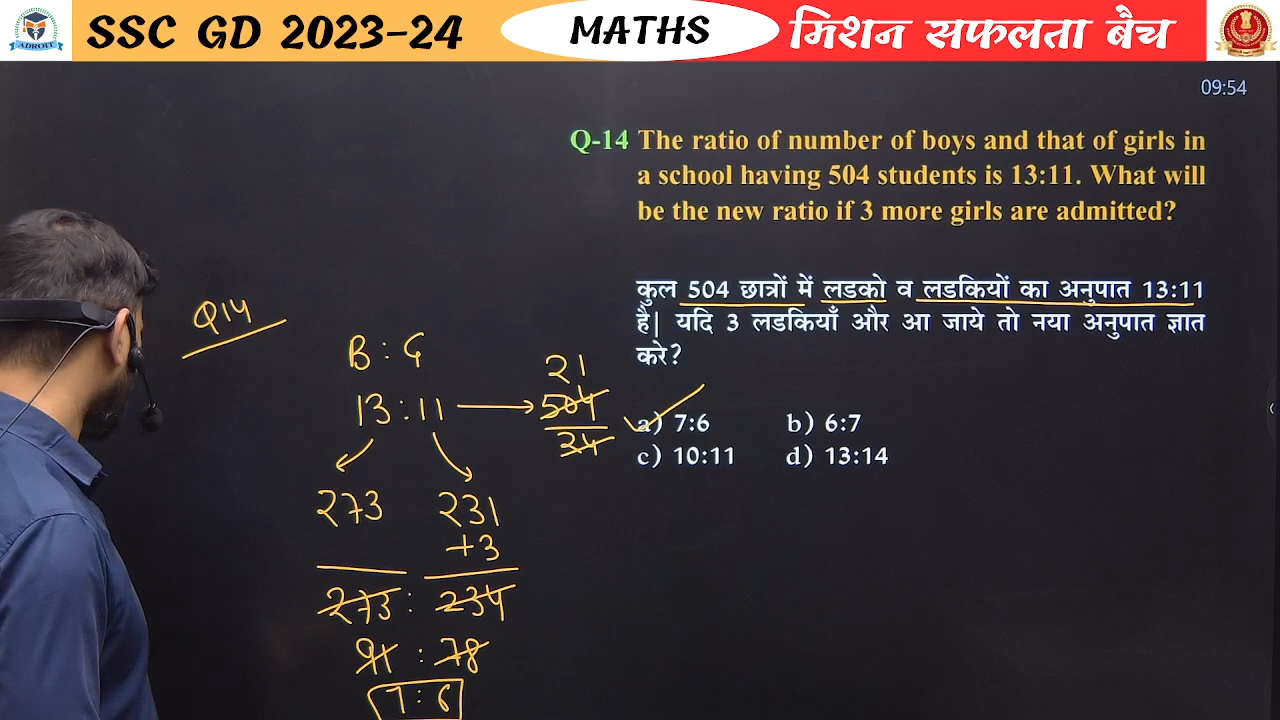 ADROIT
SSC GD 2023-24
MATHS
मिशन सफलता बैच
09:54
Q-14 The ratio of number of boys and that of girls in
a school having 504 students is 13:11. What will
be the new ratio if 3 more girls are admitted?
कुल 504 छात्रों में लडको व लडकियों का अनुपात 13:11
है| यदि 3 लडकियाँ और आ जाये तो नया अनुपात ज्ञात
करे?
a) 7:6 b) 6:7
c) 10:11 d) 13:14
Q14
B : G
13 : 11
21
504
24
273 231
+3
273 : 234
91 : 78
7 : 6